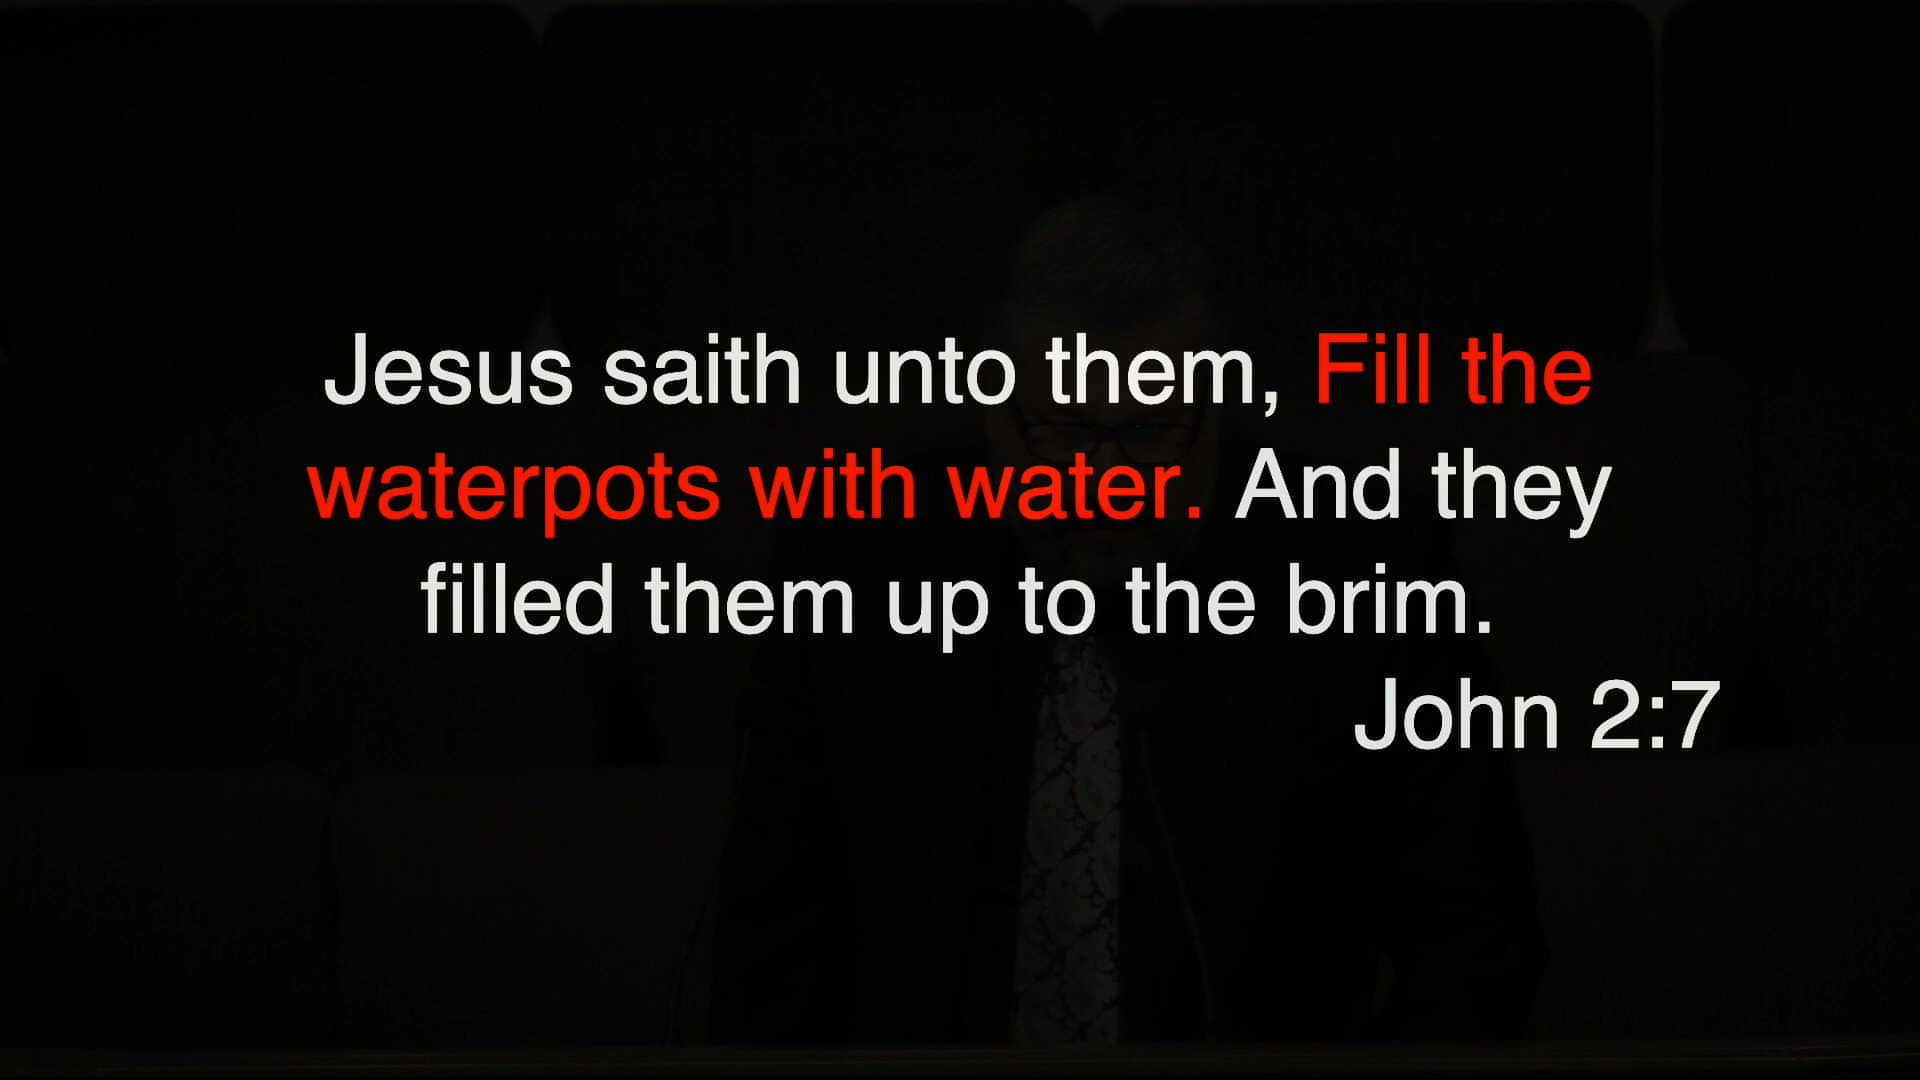 Jesus saith unto them, Fill the
waterpots with water. And they
filled them up to the brim.
John 2:7